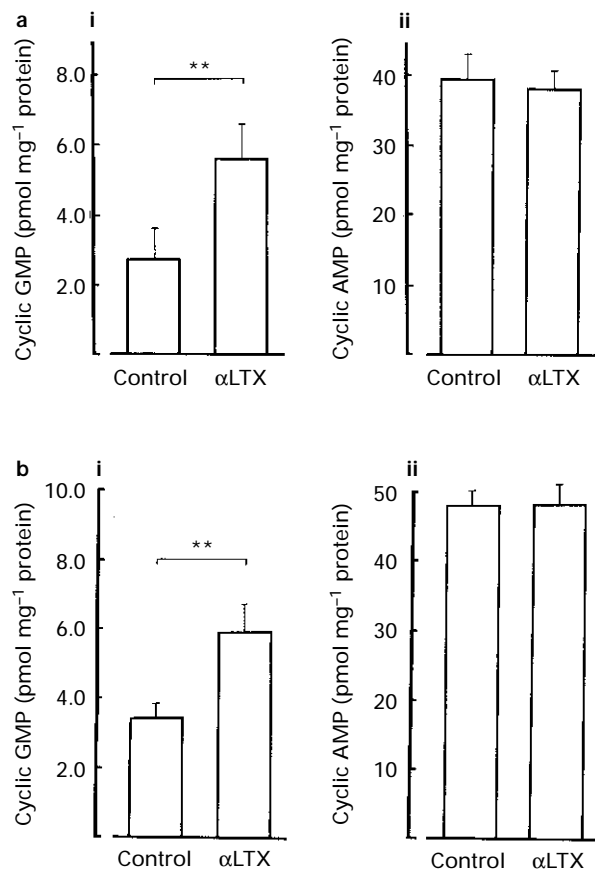 a i
Cyclic GMP (pmol mg⁻¹ protein)
8.0
6.0
4.0
2.0
**
Control αLTX
ii
Cyclic AMP (pmol mg⁻¹ protein)
40
30
20
10
Control αLTX
b i
Cyclic GMP (pmol mg⁻¹ protein)
10.0
8.0
6.0
4.0
2.0
**
Control αLTX
ii
Cyclic AMP (pmol mg⁻¹ protein)
50
40
30
20
10
Control αLTX